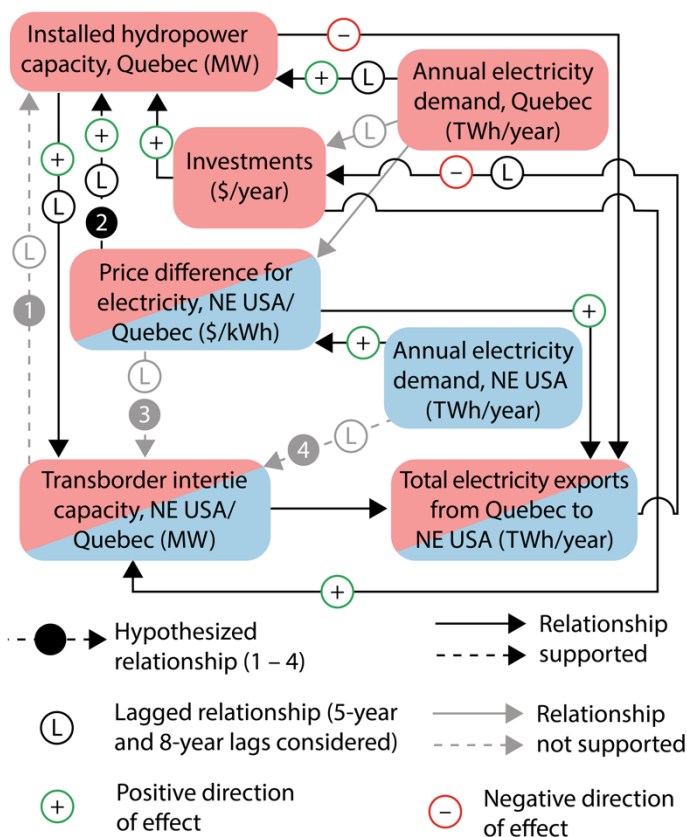 Installed hydropower
capacity, Quebec (MW)
−
Annual electricity
demand, Quebec
(TWh/year)
+ L
+
L
+
L
2
+
L
Investments
($/year)
L
− L
L
1
Price difference for
electricity, NE USA/
Quebec ($/kWh)
+
+
Annual electricity
demand, NE USA
(TWh/year)
L
3
4 L
Transborder intertie
capacity, NE USA/
Quebec (MW)
Total electricity exports
from Quebec to
NE USA (TWh/year)
+
Hypothesized
relationship (1 – 4)
Relationship
supported
L
Lagged relationship (5-year
and 8-year lags considered)
Relationship
not supported
+
Positive direction
of effect
−
Negative direction
of effect